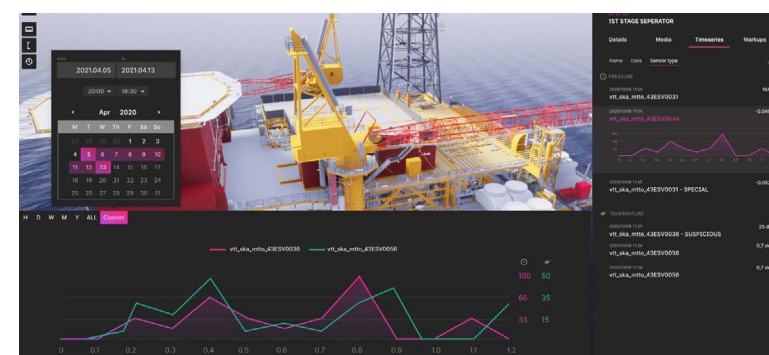 1ST STAGE SEPERATOR
Details Media Timeseries Markups
Name Date Sensor type
PRESSURE
vtt_ska_mtto_43ESV0031
vtt_ska_mtto_43ESV0034
vtt_ska_mtto_43ESV0031 - SPECIAL
TEMPERATURE
25 d
vtt_ska_mtto_43ESV0036 - SUSPICIOUS
0,7 d
vtt_ska_mtto_43ESV0056
0,7 d
vtt_ska_mtto_43ESV0056
2021.04.05 2021.04.13
20:00 18:30
Apr 2020
M T W Th F Sa Su
27 28 29 30 1 2 3
4 5 6 7 8 9 10
11 12 13 14 15 16 17
18 19 20 21 22 23 24
25 26 27 28 29 30 31
H D W M Y ALL Custom
vtt_ska_mtto_43ESV0036 vtt_ska_mtto_43ESV0056
100 50
66 35
33 15
0 0.1 0.2 0.3 0.4 0.5 0.6 0.7 0.8 0.9 1.0 1.1 1.2